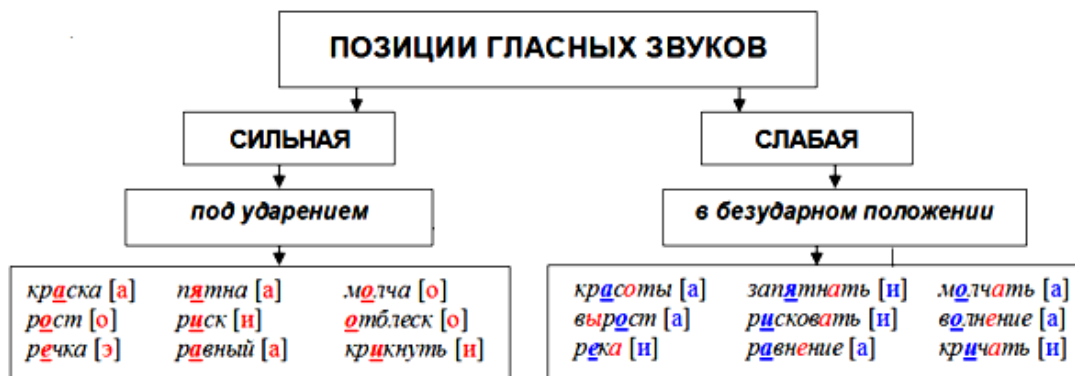 ПОЗИЦИИ ГЛАСНЫХ ЗВУКОВ
СИЛЬНАЯ
СЛАБАЯ
под ударением
в безударном положении
краска [а] пятна [а] молча [о]
рост [о] риск [и] отблеск [о]
речка [э] равный [а] крикнуть [и]
красоты [а] запятнать [и] молчать [а]
вырост [а] рисковать [и] волнение [а]
река [и] равнение [а] кричать [и]